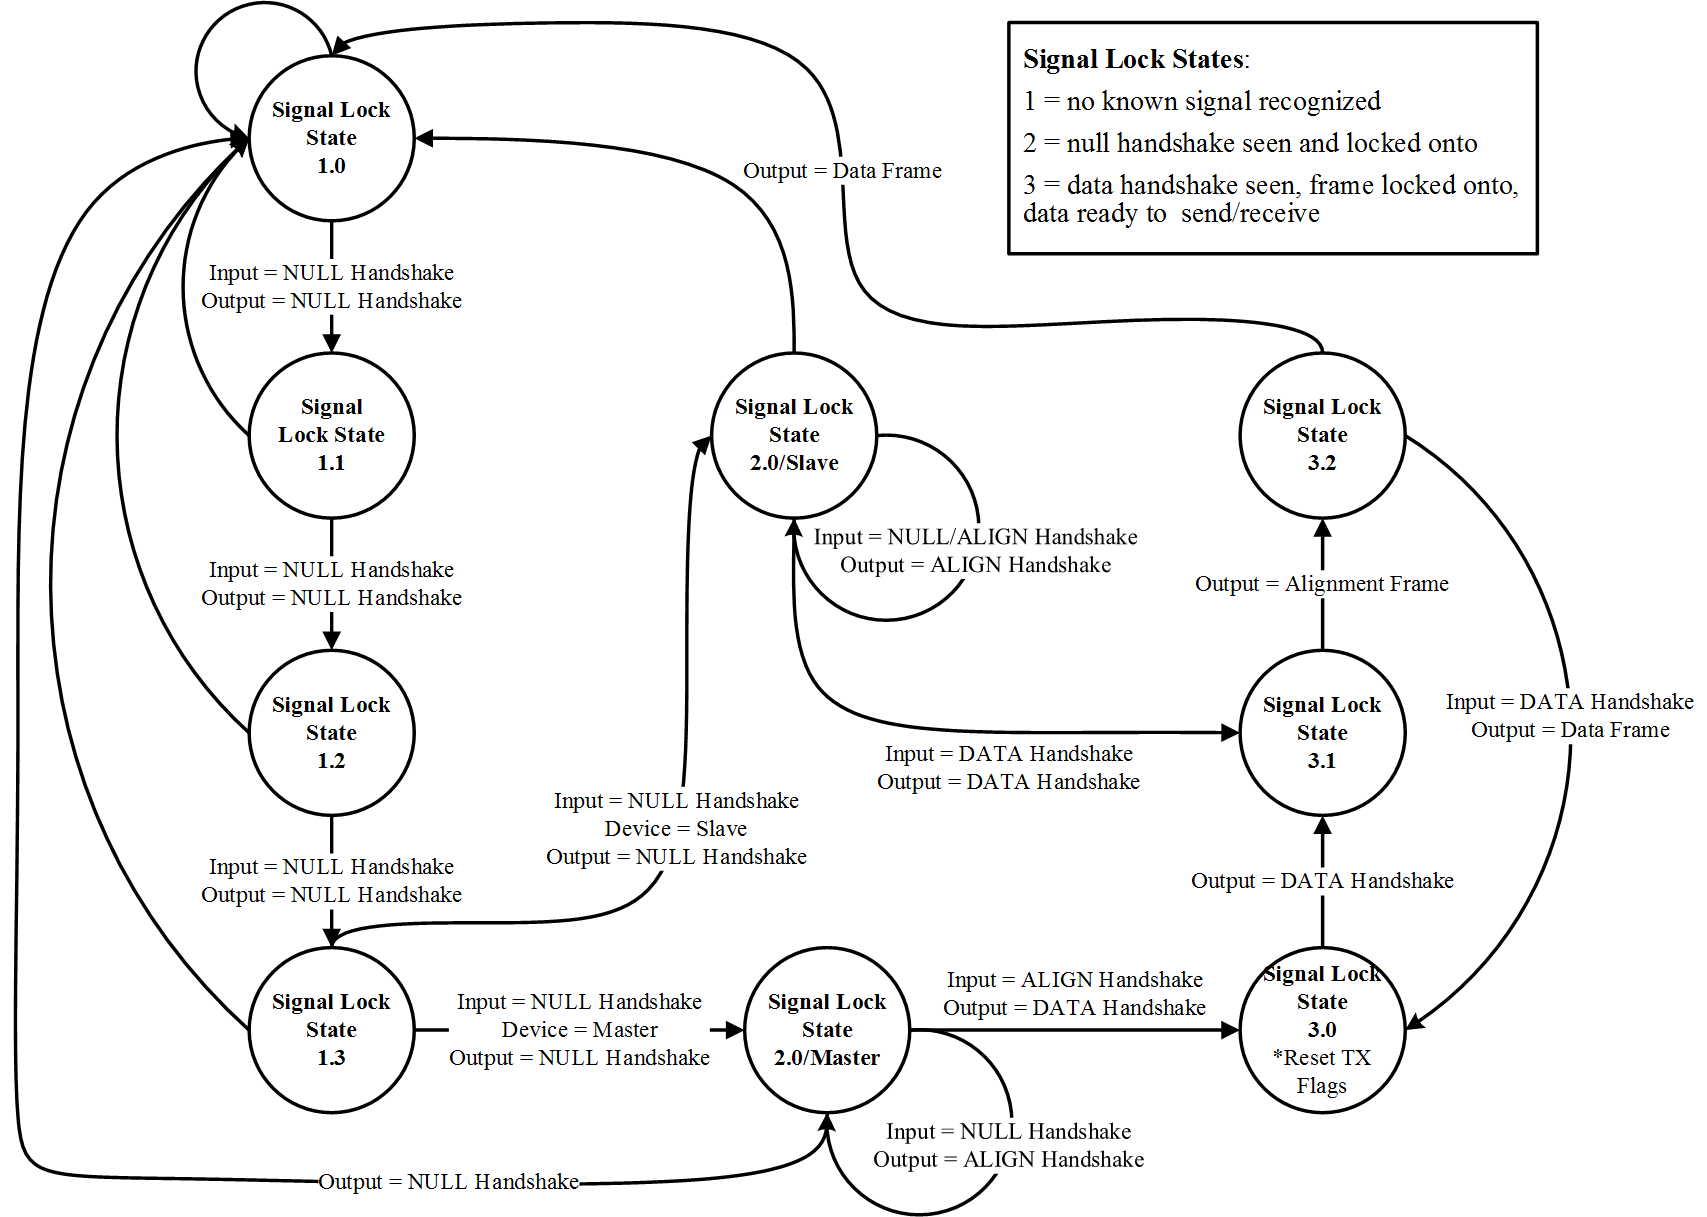 Signal Lock States:
1 = no known signal recognized
2 = null handshake seen and locked onto
3 = data handshake seen, frame locked onto,
data ready to send/receive
Signal Lock
State
1.0
Output = Data Frame
Input = NULL Handshake
Output = NULL Handshake
Signal
Lock State
1.1
Signal Lock
State
2.0/Slave
Signal Lock
State
3.2
Input = NULL/ALIGN Handshake
Output = ALIGN Handshake
Input = NULL Handshake
Output = NULL Handshake
Output = Alignment Frame
Signal Lock
State
1.2
Signal Lock
State
3.1
Input = DATA Handshake
Output = Data Frame
Input = DATA Handshake
Output = DATA Handshake
Input = NULL Handshake
Device = Slave
Output = NULL Handshake
Input = NULL Handshake
Output = NULL Handshake
Output = DATA Handshake
Signal Lock
State
1.3
Input = NULL Handshake
Device = Master
Output = NULL Handshake
Signal Lock
State
2.0/Master
Input = ALIGN Handshake
Output = DATA Handshake
Signal Lock
State
3.0
*Reset TX
Flags
Input = NULL Handshake
Output = ALIGN Handshake
Output = NULL Handshake